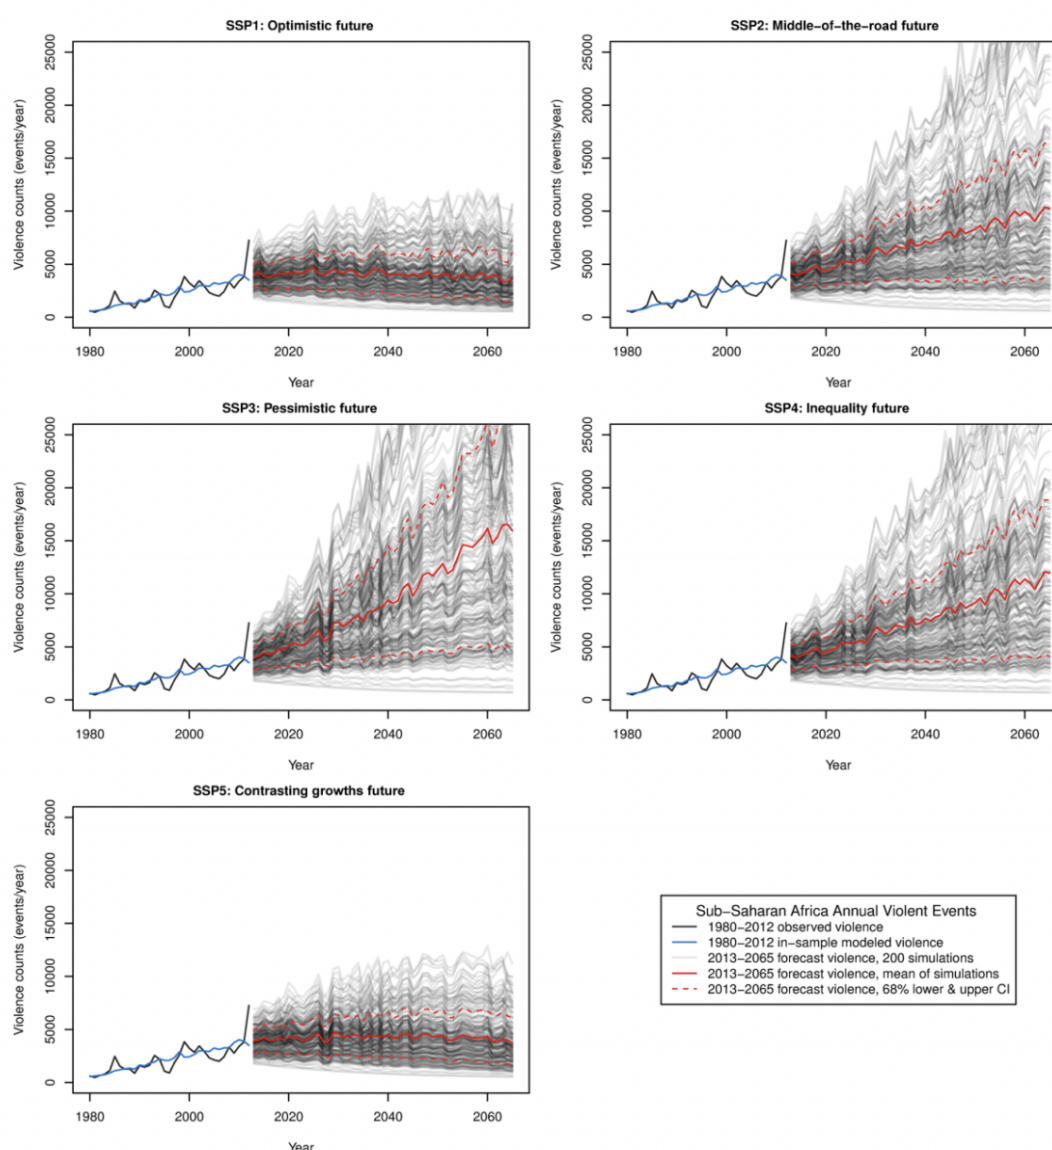 SSP1: Optimistic future
Violence counts (events/year)
25000
20000
15000
10000
5000
0
1980 2000 2020 2040 2060
Year
SSP2: Middle−of−the−road future
Violence counts (events/year)
25000
20000
15000
10000
5000
0
1980 2000 2020 2040 2060
Year
SSP3: Pessimistic future
Violence counts (events/year)
25000
20000
15000
10000
5000
0
1980 2000 2020 2040 2060
Year
SSP4: Inequality future
Violence counts (events/year)
25000
20000
15000
10000
5000
0
1980 2000 2020 2040 2060
Year
SSP5: Contrasting growths future
Violence counts (events/year)
25000
20000
15000
10000
5000
0
1980 2000 2020 2040 2060
Year
Sub−Saharan Africa Annual Violent Events
1980−2012 observed violence
1980−2012 in−sample modeled violence
2013−2065 forecast violence, 200 simulations
2013−2065 forecast violence, mean of simulations
2013−2065 forecast violence, 68% lower & upper CI